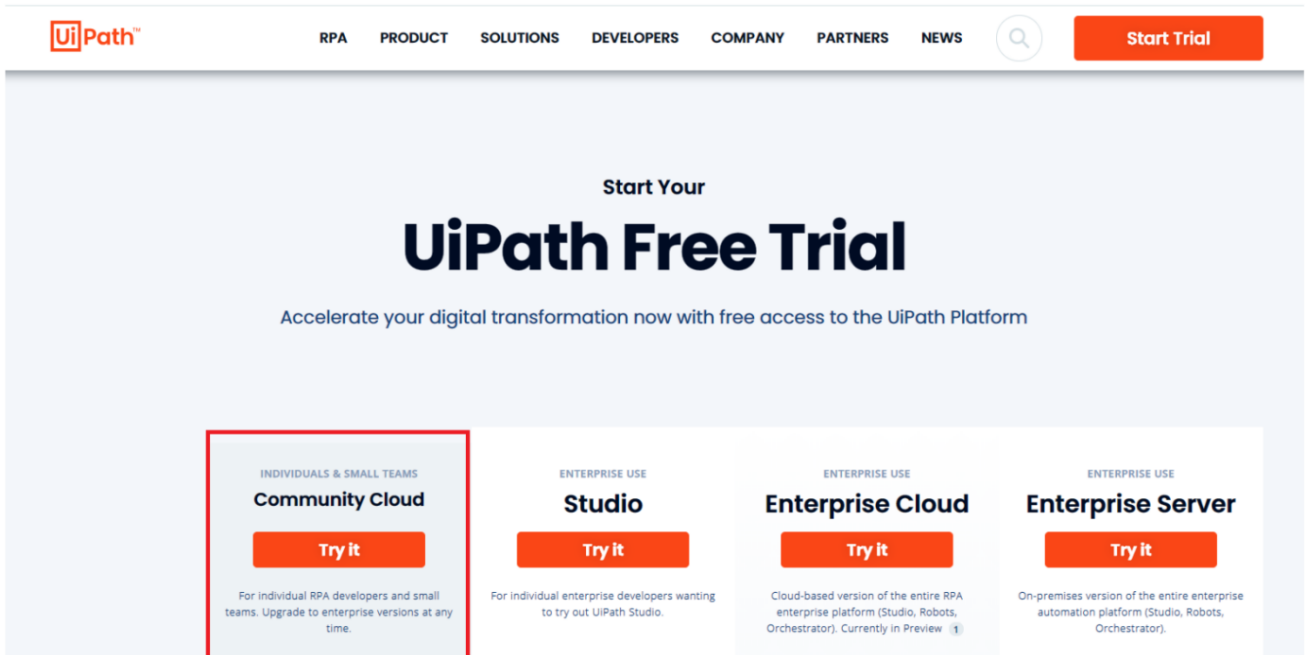 UiPath™
RPA PRODUCT SOLUTIONS DEVELOPERS COMPANY PARTNERS NEWS
Start Trial
Start Your
UiPath Free Trial
Accelerate your digital transformation now with free access to the UiPath Platform
INDIVIDUALS & SMALL TEAMS
Community Cloud
Try it
For individual RPA developers and small
teams. Upgrade to enterprise versions at any
time.
ENTERPRISE USE
Studio
Try it
For individual enterprise developers wanting
to try out UiPath Studio.
ENTERPRISE USE
Enterprise Cloud
Try it
Cloud-based version of the entire RPA
enterprise platform (Studio, Robots,
Orchestrator). Currently in Preview 1
ENTERPRISE USE
Enterprise Server
Try it
On-premises version of the entire enterprise
automation platform (Studio, Robots,
Orchestrator).